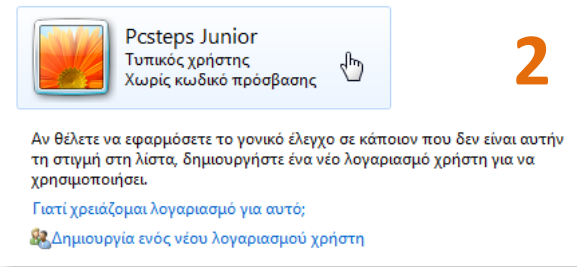 Pcsteps Junior
Τυπικός χρήστης
Χωρίς κωδικό πρόσβασης
2
Αν θέλετε να εφαρμόσετε το γονικό έλεγχο σε κάποιον που δεν είναι αυτήν
τη στιγμή στη λίστα, δημιουργήστε ένα νέο λογαριασμό χρήστη για να
χρησιμοποιήσει.
Γιατί χρειάζομαι λογαριασμό για αυτό;
Δημιουργία ενός νέου λογαριασμού χρήστη